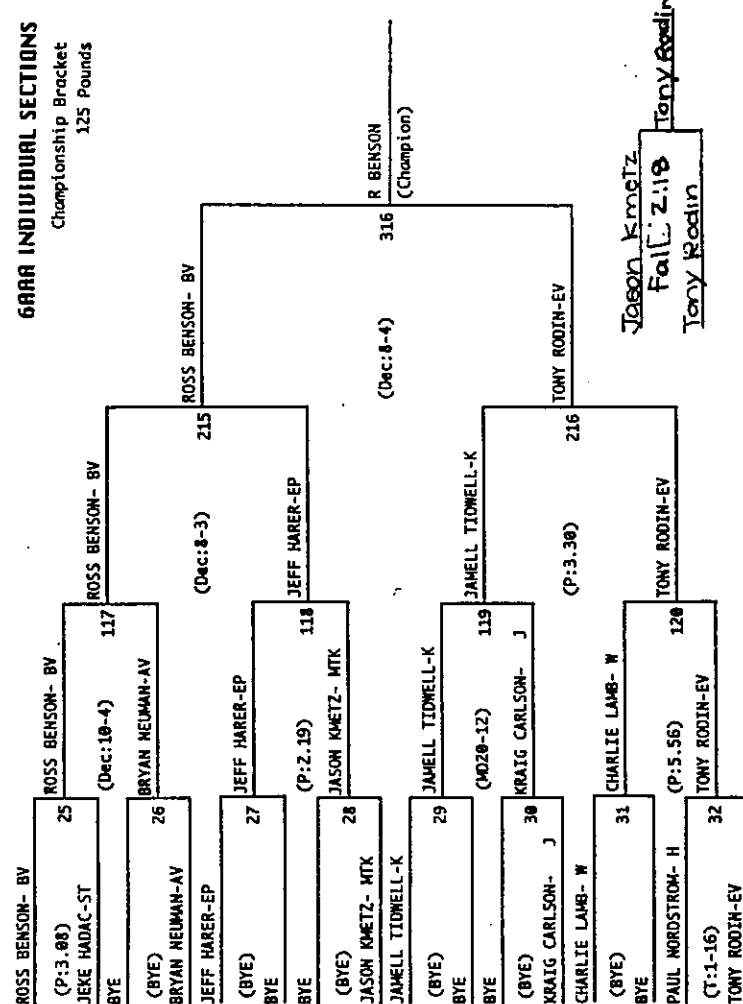 6AAA INDIVIDUAL SECTIONS
Championship Bracket
125 Pounds
ROSS BENSON- BV
(P:3.08)
25
JEKE HADAC-ST
BYE
(BYE)
26
BRYAN NEUMAN-AV
JEFF HARER-EP
(BYE)
27
BYE
BYE
(BYE)
28
JASON KMETZ- MTK
JAMELL TIDWELL-K
(BYE)
29
BYE
BYE
(BYE)
30
KRAIG CARLSON- J
CHARLIE LAMB- W
(BYE)
31
BYE
PAUL NORDSTROM- H
(T:1-16)
32
TONY RODIN-EV
ROSS BENSON- BV
117
(Dec:10-4)
BRYAN NEUMAN-AV
JEFF HARER-EP
118
(P:2.19)
JASON KMETZ- MTK
JAMELL TIDWELL-K
119
(MD20-12)
KRAIG CARLSON- J
CHARLIE LAMB- W
120
(P:5.56)
TONY RODIN-EV
ROSS BENSON- BV
215
(Dec:8-3)
JEFF HARER-EP
JAMELL TIDWELL-K
216
(P:3.30)
TONY RODIN-EV
ROSS BENSON- BV
316
(Dec:8-4)
TONY RODIN-EV
R BENSON
(Champion)
Jason Kmetz
Fall: 2:18
Tony Rodin
Tony Rodin